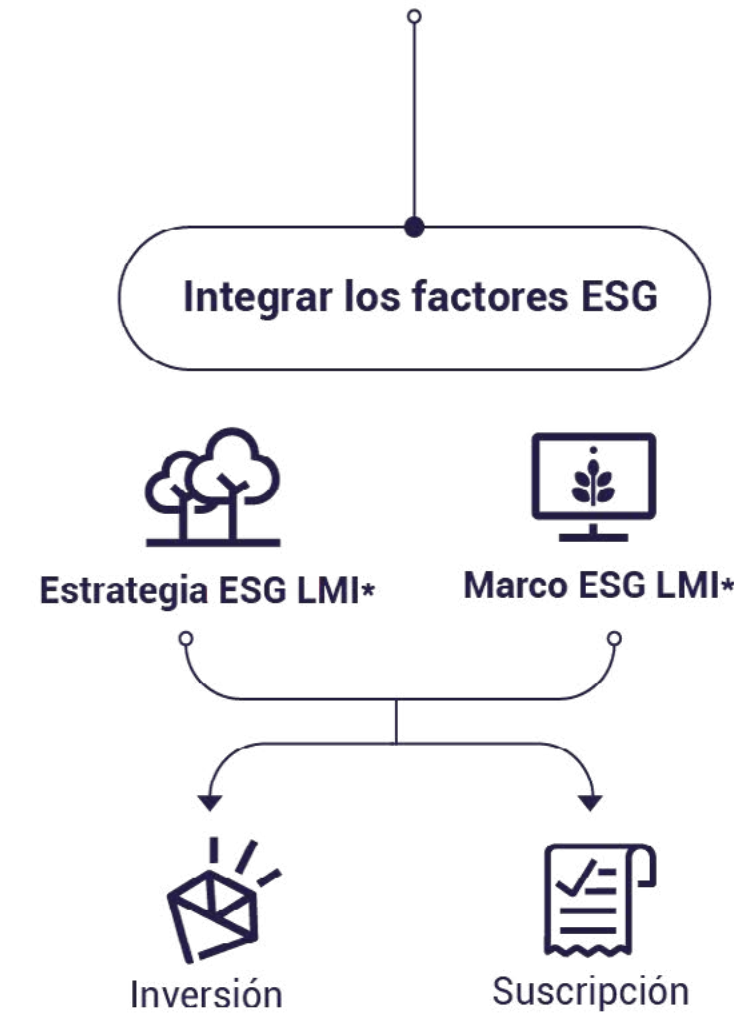 Integrar los factores ESG
Estrategia ESG LMI*
Marco ESG LMI*
Inversión
Suscripción